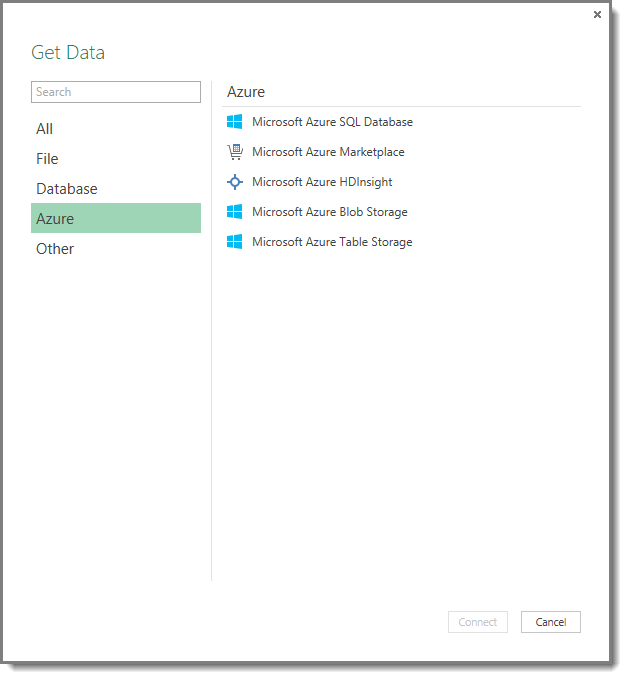 Get Data
Search
All
File
Database
Azure
Other
Azure
Microsoft Azure SQL Database
Microsoft Azure Marketplace
Microsoft Azure HDInsight
Microsoft Azure Blob Storage
Microsoft Azure Table Storage
Connect
Cancel